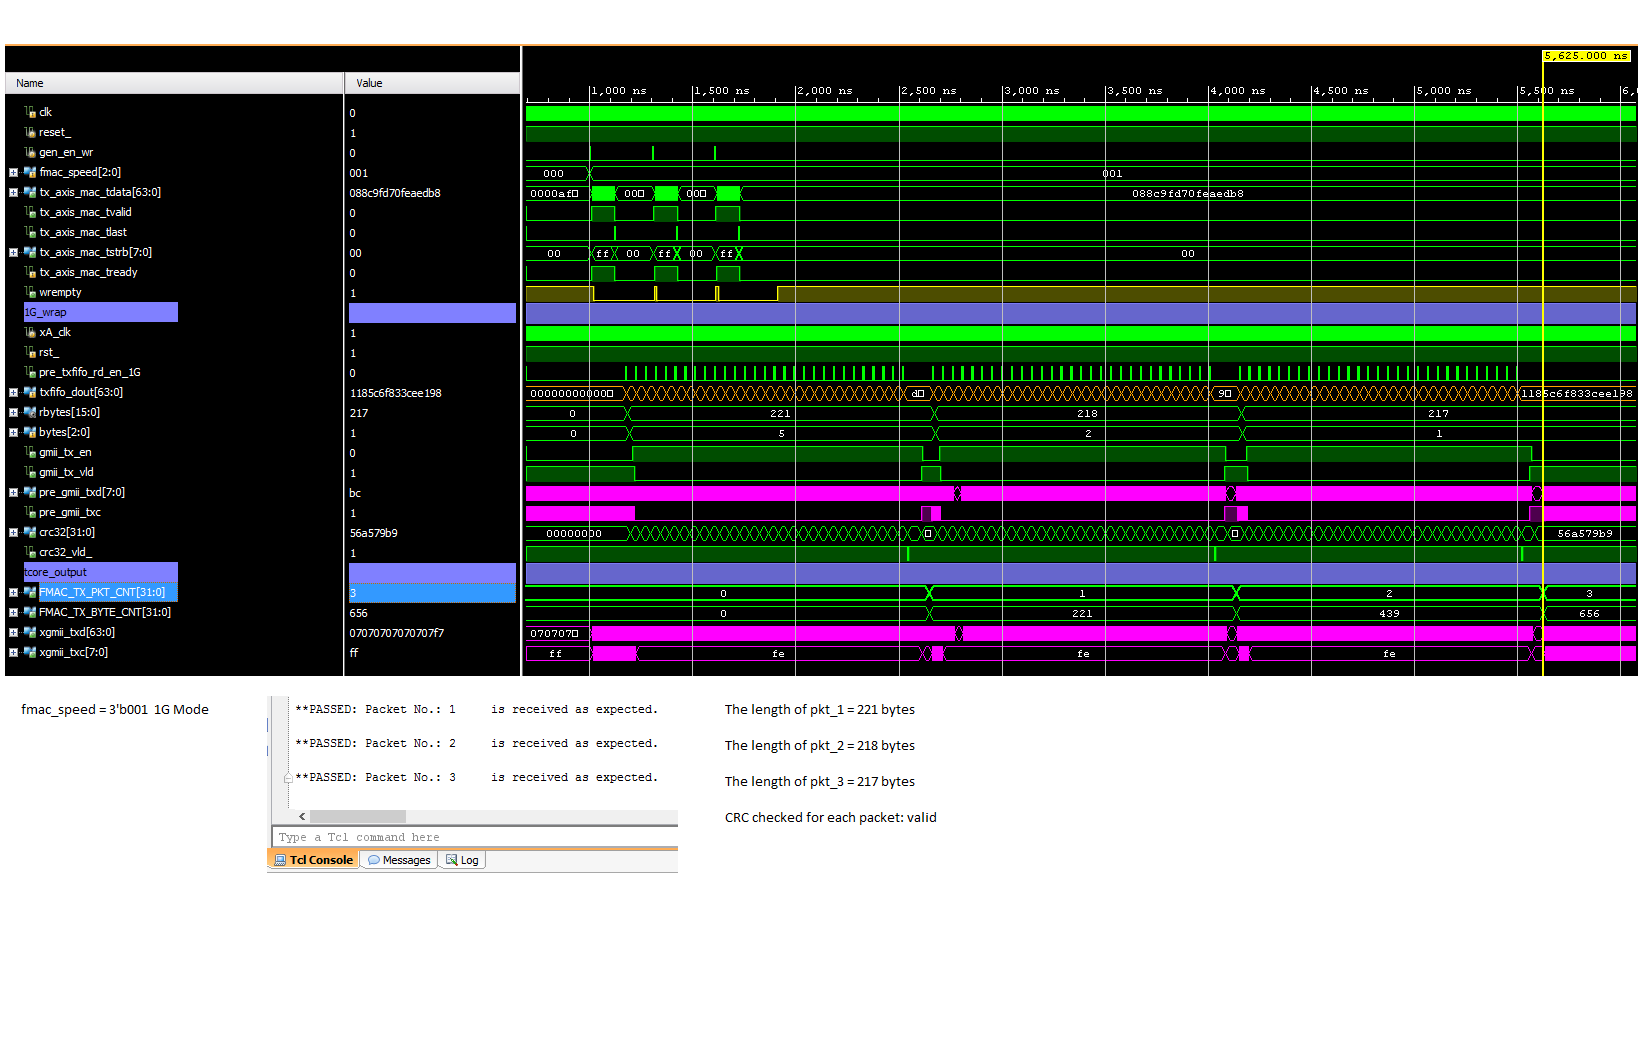 5,625.000 ns
Name Value
1,000 ns 1,500 ns 2,000 ns 2,500 ns 3,000 ns 3,500 ns 4,000 ns 4,500 ns 5,000 ns 5,500 ns 6,
clk 0
reset_ 1
gen_en_wr 0
fmac_speed[2:0] 001 000 001
tx_axis_mac_tdata[63:0] 088c9fd70feaedb8 0000af 00 00 088c9fd70feaedb8
tx_axis_mac_tvalid 0
tx_axis_mac_tlast 0
tx_axis_mac_tstrb[7:0] 00 00 ff 00 ff 00 ff 00
tx_axis_mac_tready 0
wrempty 1
1G_wrap
xA_clk 1
rst_ 1
pre_txfifo_rd_en_1G 0
txfifo_dout[63:0] 1185c6f833cee198 00000000000 d 9 1185c6f833cee198
rbytes[15:0] 217 0 221 218 217
bytes[2:0] 1 0 5 2 1
gmii_tx_en 0
gmii_tx_vld 1
pre_gmii_txd[7:0] bc
pre_gmii_txc 1
crc32[31:0] 56a579b9 00000000 56a579b9
crc32_vld_ 1
tcore_output
FMAC_TX_PKT_CNT[31:0] 3 0 1 2 3
FMAC_TX_BYTE_CNT[31:0] 656 0 221 439 656
xgmii_txd[63:0] 07070707070707f7 070707
xgmii_txc[7:0] ff ff fe fe fe
fmac_speed = 3'b001 1G Mode
**PASSED: Packet No.: 1 is received as expected.
The length of pkt_1 = 221 bytes
**PASSED: Packet No.: 2 is received as expected.
The length of pkt_2 = 218 bytes
**PASSED: Packet No.: 3 is received as expected.
The length of pkt_3 = 217 bytes
CRC checked for each packet: valid
Type a Tcl command here
Tcl Console Messages Log